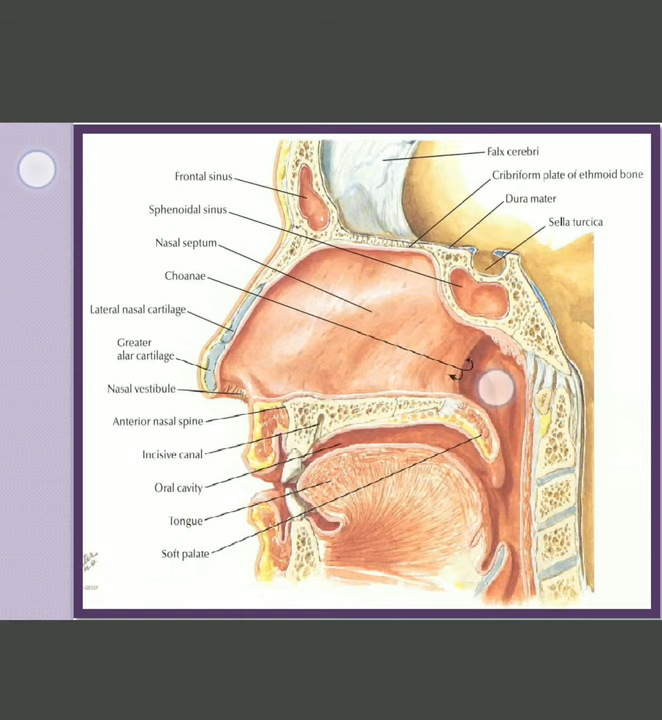 Falx cerebri
Cribriform plate of ethmoid bone
Dura mater
Sella turcica
Frontal sinus
Sphenoidal sinus
Nasal septum
Choanae
Lateral nasal cartilage
Greater
alar cartilage
Nasal vestibule
Anterior nasal spine
Incisive canal
Oral cavity
Tongue
Soft palate